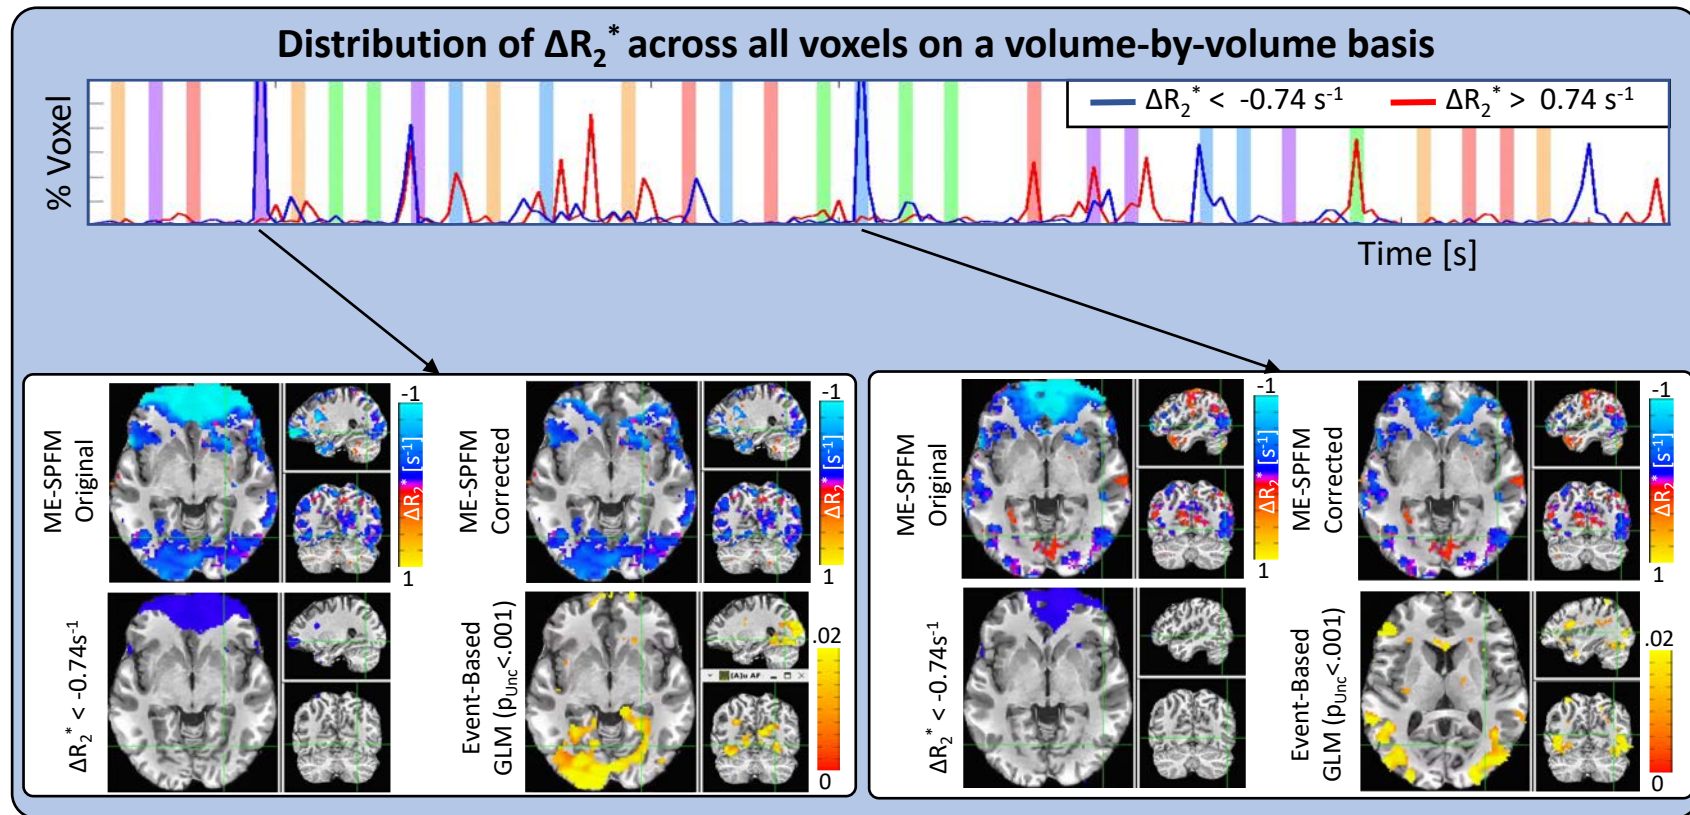 Distribution of ΔR₂* across all voxels on a volume-by-volume basis
% Voxel
ΔR₂* < -0.74 s⁻¹
ΔR₂* > 0.74 s⁻¹
Time [s]
ME-SPFM
Original
-1
ΔR₂* [s⁻¹]
1
ME-SPFM
Corrected
-1
ΔR₂* [s⁻¹]
1
ΔR₂* < -0.74s⁻¹
Event-Based
GLM (pUnc<.001)
[A]u AF
.02
0
ME-SPFM
Original
-1
ΔR₂* [s⁻¹]
1
ME-SPFM
Corrected
-1
ΔR₂* [s⁻¹]
1
ΔR₂* < -0.74s⁻¹
Event-Based
GLM (pUnc<.001)
.02
0